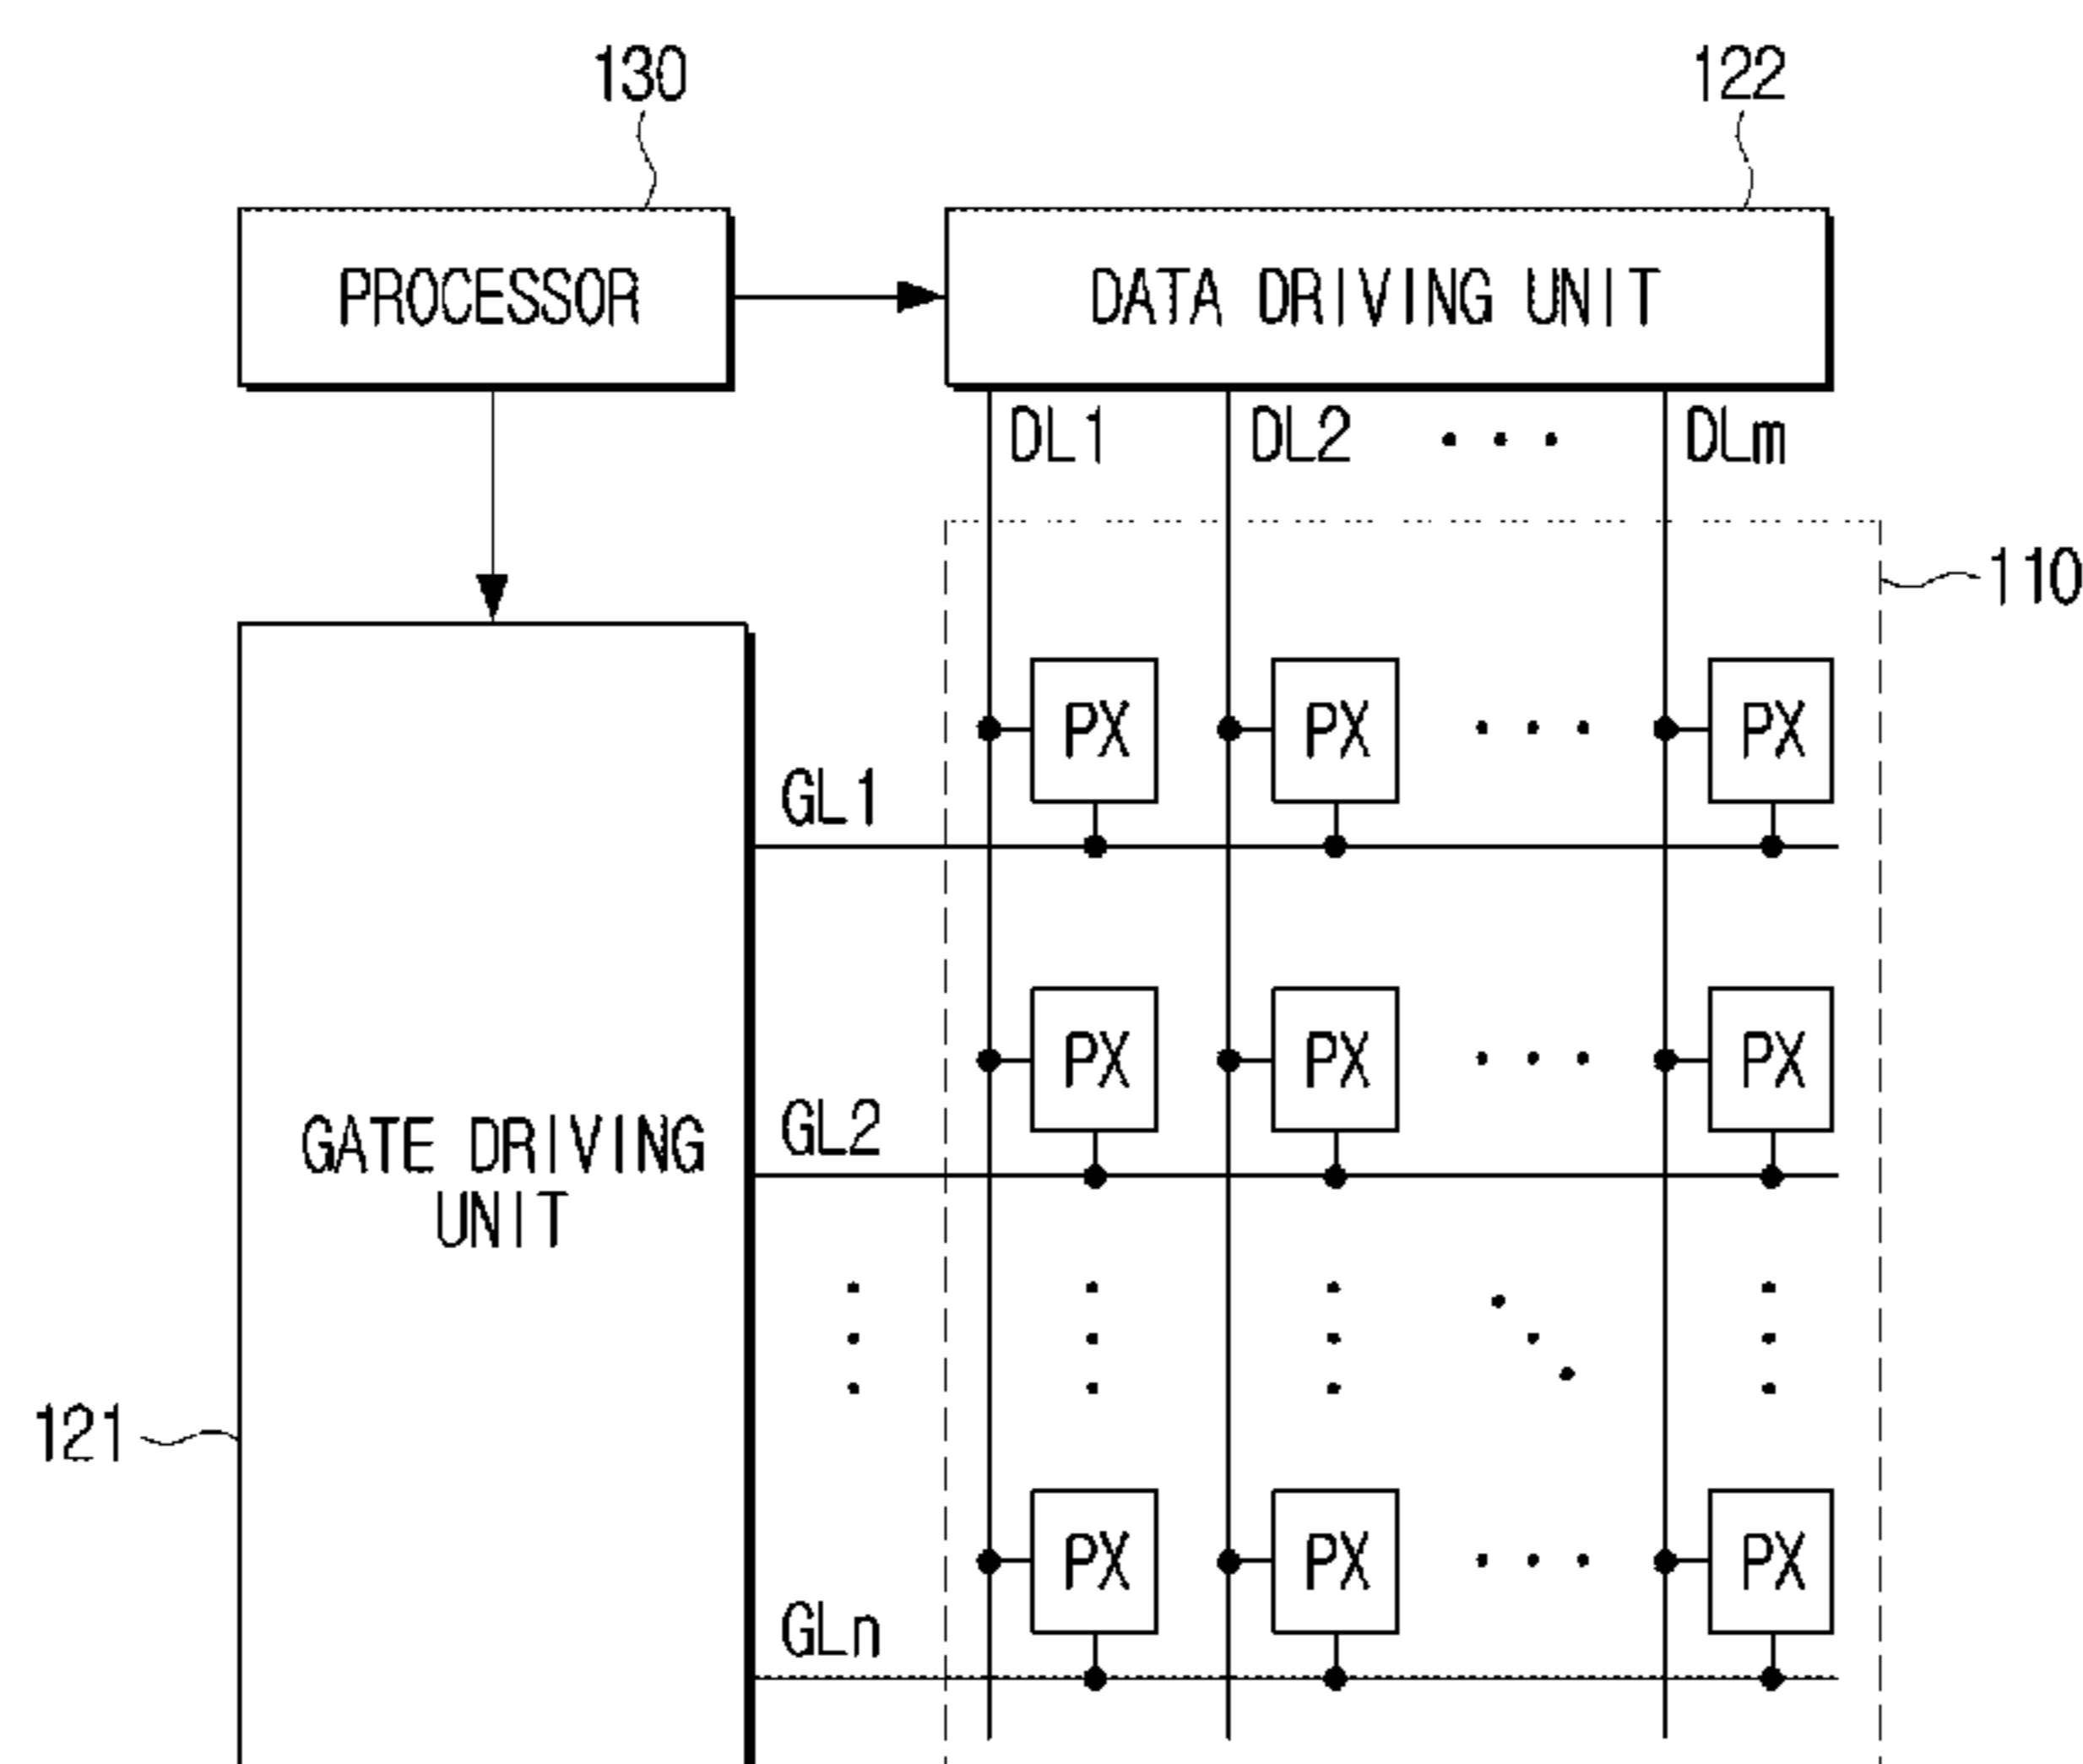 130
122
PROCESSOR
DATA DRIVING UNIT
DL1 DL2 • • • DLm
110
PX PX • • • PX
GL1
PX PX • • • PX
GL2
GATE DRIVING
UNIT
121
PX PX • • • PX
GLn